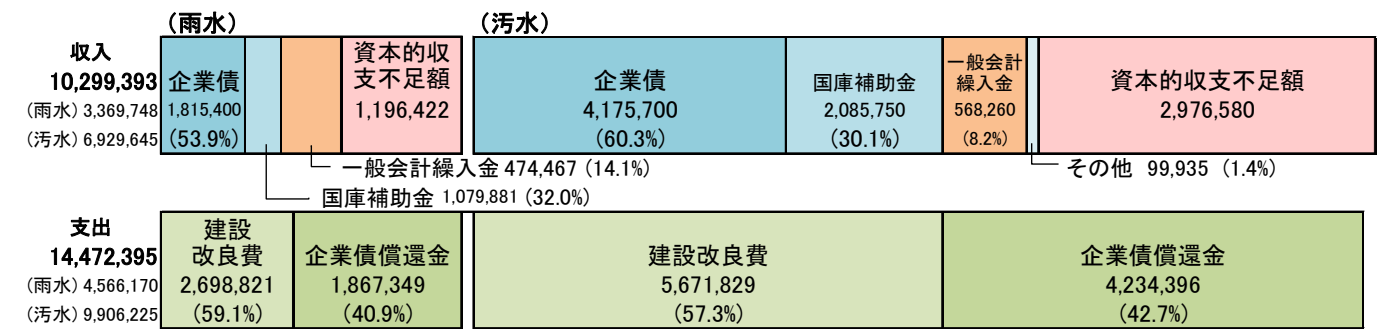 （雨水）
（汚水）
収入
10,299,393
（雨水）3,369,748
（汚水）6,929,645
企業債
1,815,400
（53.9%）
資本的収
支不足額
1,196,422
企業債
4,175,700
（60.3%）
国庫補助金
2,085,750
（30.1%）
一般会計
繰入金
568,260
（8.2%）
資本的収支不足額
2,976,580
一般会計繰入金 474,467（14.1%）
その他 99,935（1.4%）
国庫補助金 1,079,881（32.0%）
支出
14,472,395
（雨水）4,566,170
（汚水）9,906,225
建設
改良費
2,698,821
（59.1%）
企業債償還金
1,867,349
（40.9%）
建設改良費
5,671,829
（57.3%）
企業債償還金
4,234,396
（42.7%）